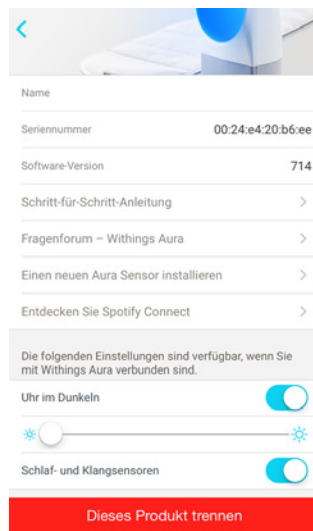 Name
Seriennummer 00:24:e4:20:b6:ee
Software-Version 714
Schritt-für-Schritt-Anleitung
Fragenforum – Withings Aura
Einen neuen Aura Sensor installieren
Entdecken Sie Spotify Connect
Die folgenden Einstellungen sind verfügbar, wenn Sie
mit Withings Aura verbunden sind.
Uhr im Dunkeln
Schlaf- und Klangsensoren
Dieses Produkt trennen